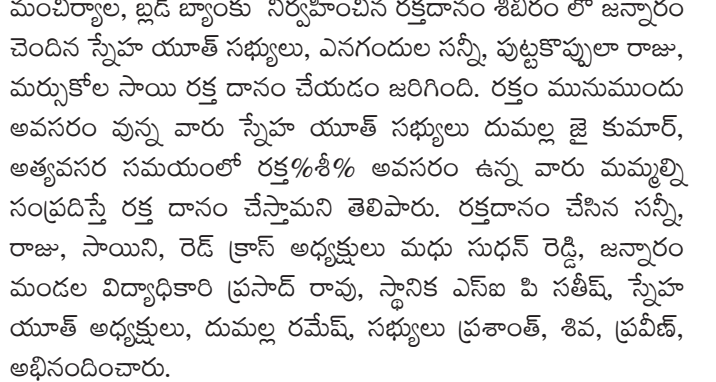 మంచిర్యాల, బ్లడ్ బ్యాంకు నిర్వహించిన రక్తదానం శిబిరం లో జన్నారం
చెందిన స్నేహ యూత్ సభ్యులు, ఎనగందుల సన్నీ, పుట్టకొప్పులా రాజు,
మర్సుకోల సాయి రక్త దానం చేయడం జరిగింది. రక్తం మునుముందు
అవసరం వున్న వారు స్నేహ యూత్ సభ్యులు దుమల్ల జై కుమార్,
అత్యవసర సమయంలో రక్త%శీ% అవసరం ఉన్న వారు మమ్మల్ని
సంప్రదిస్తే రక్త దానం చేస్తామని తెలిపారు. రక్తదానం చేసిన సన్నీ,
రాజు, సాయిని, రెడ్ క్రాస్ అధ్యక్షులు మధు సుధన్ రెడ్డి, జన్నారం
మండల విద్యాధికారి ప్రసాద్ రావు, స్థానిక ఎస్ఐ పి సతీష్, స్నేహ
యూత్ అధ్యక్షులు, దుమల్ల రమేష్, సభ్యులు ప్రశాంత్, శివ, ప్రవీణ్,
అభినందించారు.